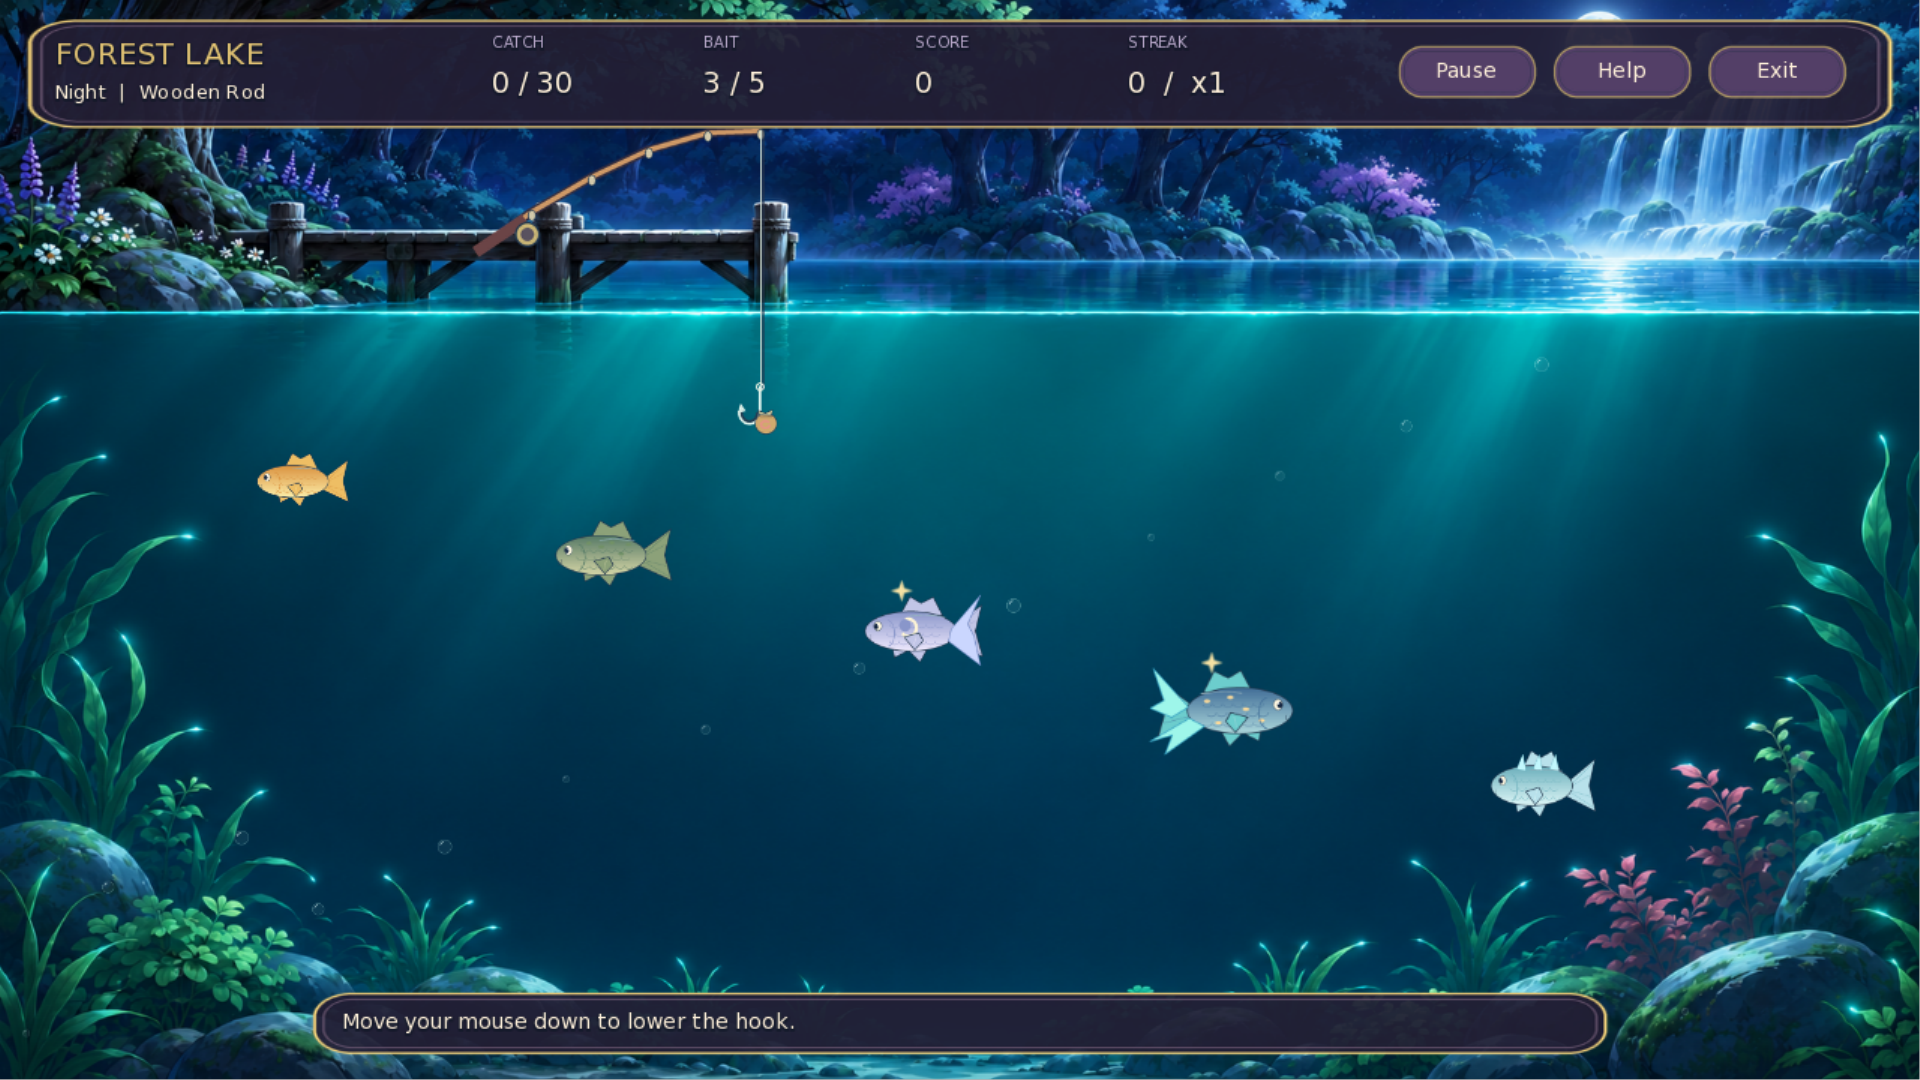 FOREST LAKE
Night | Wooden Rod
CATCH
0 / 30
BAIT
3 / 5
SCORE
0
STREAK
0 / x1
Pause
Help
Exit
Move your mouse down to lower the hook.